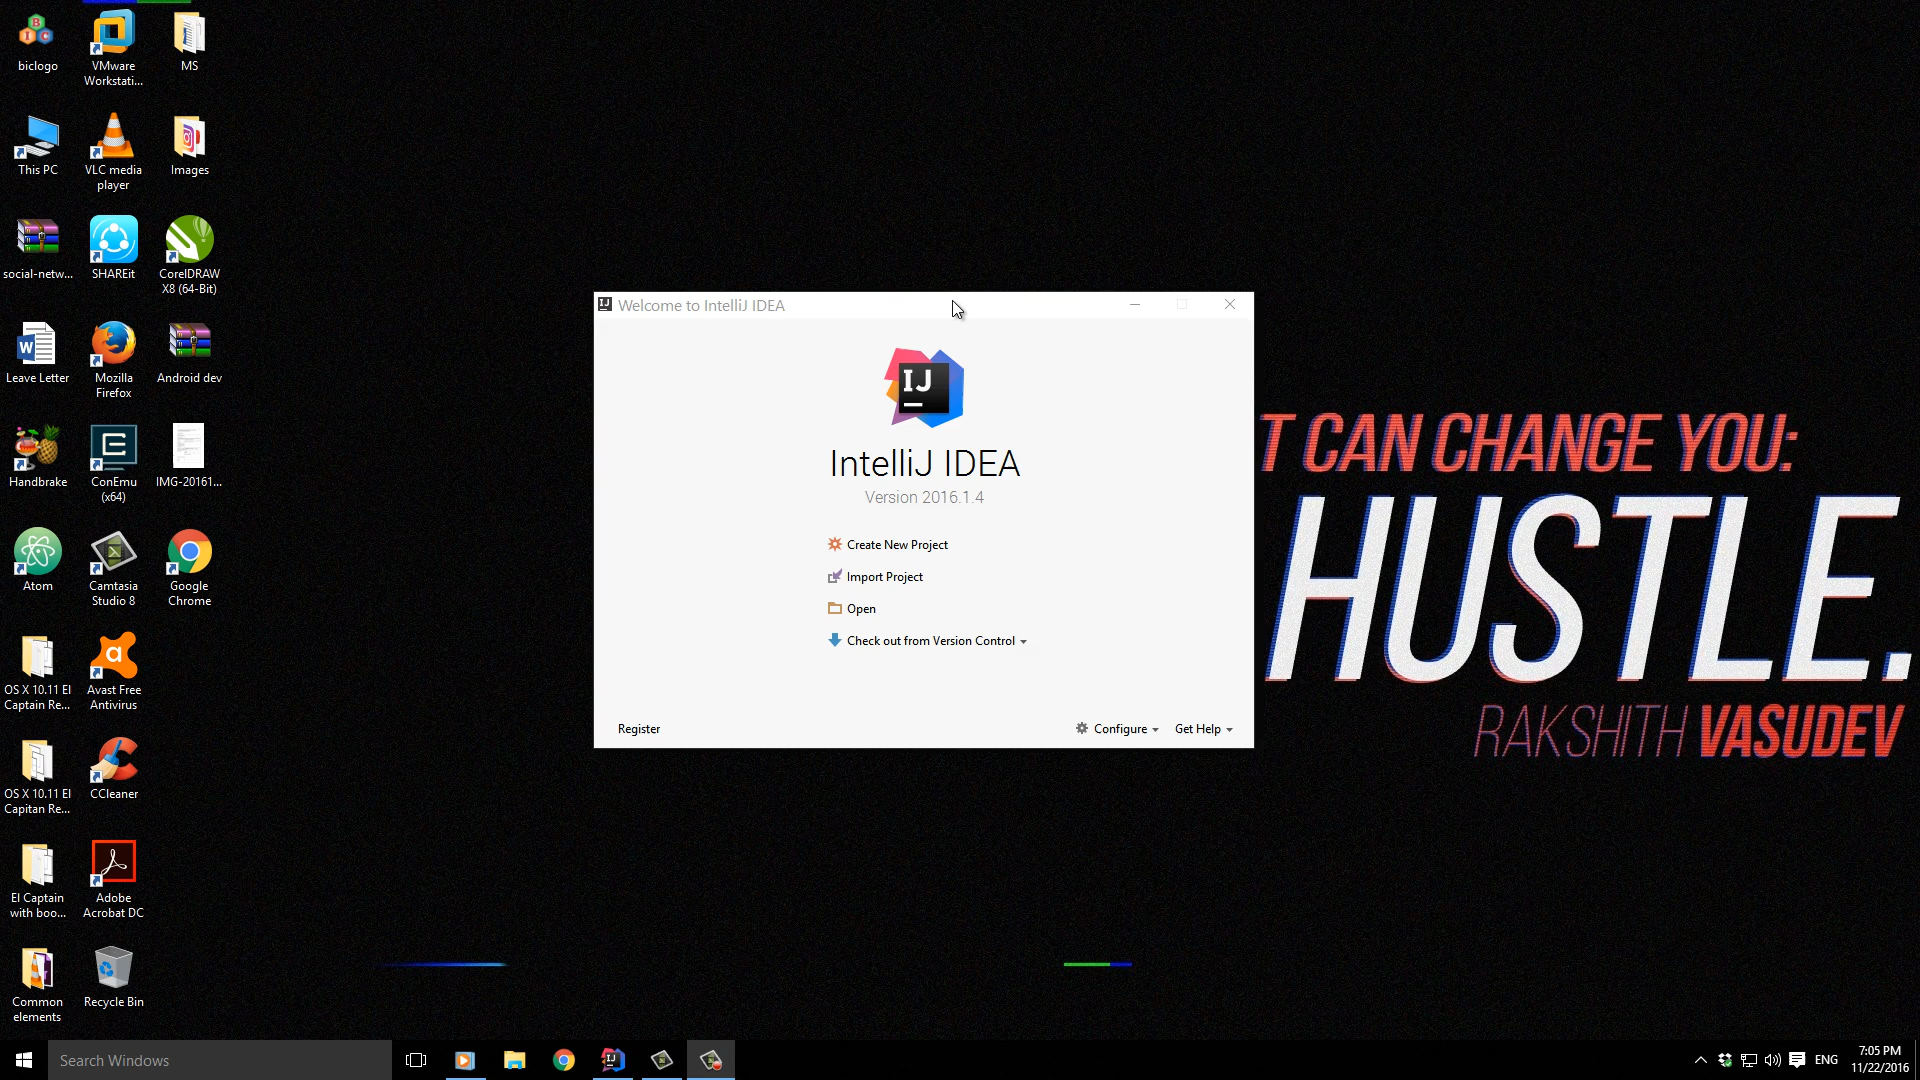 biclogo
VMware
Workstati...
MS
This PC
VLC media
player
Images
social-netw...
SHAREit
CorelDRAW
X8 (64-Bit)
Leave Letter
Mozilla
Firefox
Android dev
Handbrake
ConEmu
(x64)
IMG-20161...
Atom
Camtasia
Studio 8
Google
Chrome
OS X 10.11 El
Captain Re...
Avast Free
Antivirus
OS X 10.11 El
Capitan Re...
CCleaner
El Captain
with boo...
Adobe
Acrobat DC
Common
elements
Recycle Bin
Welcome to IntelliJ IDEA
IJ
IntelliJ IDEA
Version 2016.1.4
Create New Project
Import Project
Open
Check out from Version Control
Register
Configure
Get Help
T CAN CHANGE YOU:
HUSTLE.
RAKSHITH VASUDEV
Search Windows
ENG
7:05 PM
11/22/2016